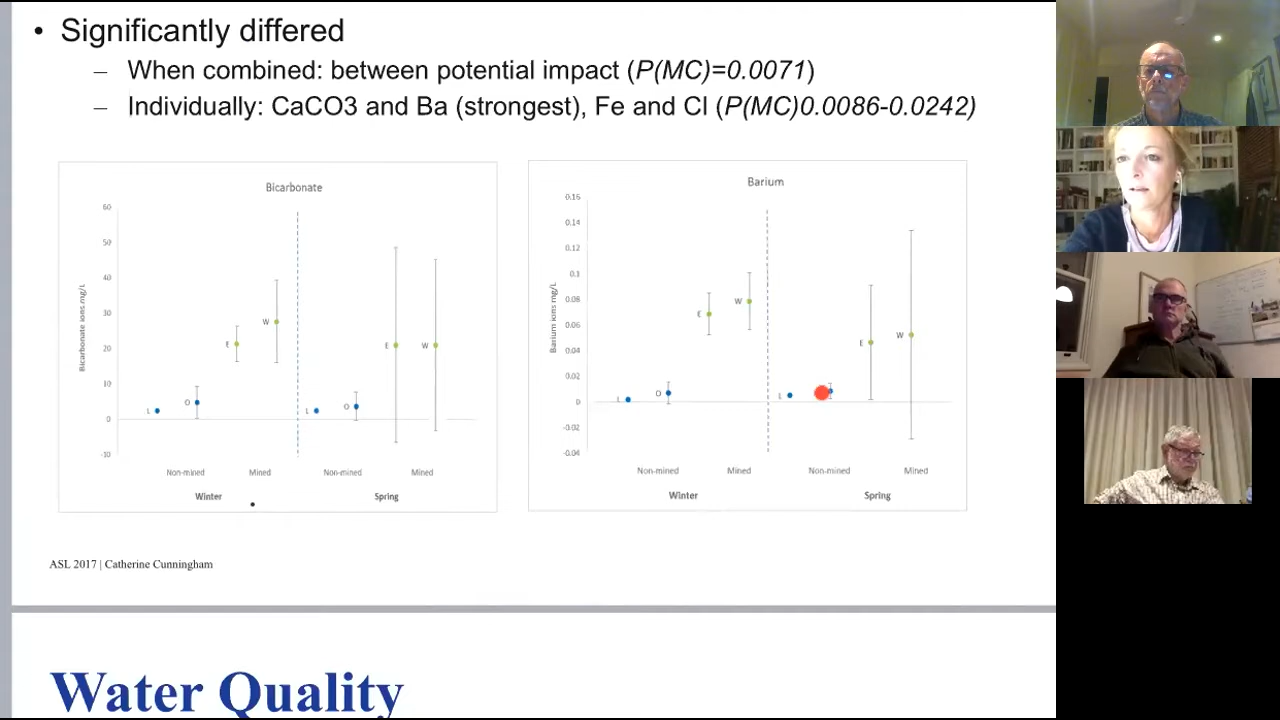 • Significantly differed
– When combined: between potential impact (P(MC)=0.0071)
– Individually: CaCO3 and Ba (strongest), Fe and Cl (P(MC)0.0086-0.0242)
Bicarbonate
60
50
40
30
20
10
0
-10
Bicarbonate ions mg/L
L
O
E
W
L
O
E
W
Non-mined
Mined
Non-mined
Mined
Winter
Spring
Barium
0.16
0.14
0.12
0.1
0.08
0.06
0.04
0.02
0
-0.02
-0.04
Barium ions mg/L
L
O
E
W
L
E
W
Non-mined
Mined
Non-mined
Mined
Winter
Spring
ASL 2017 | Catherine Cunningham
Water Quality